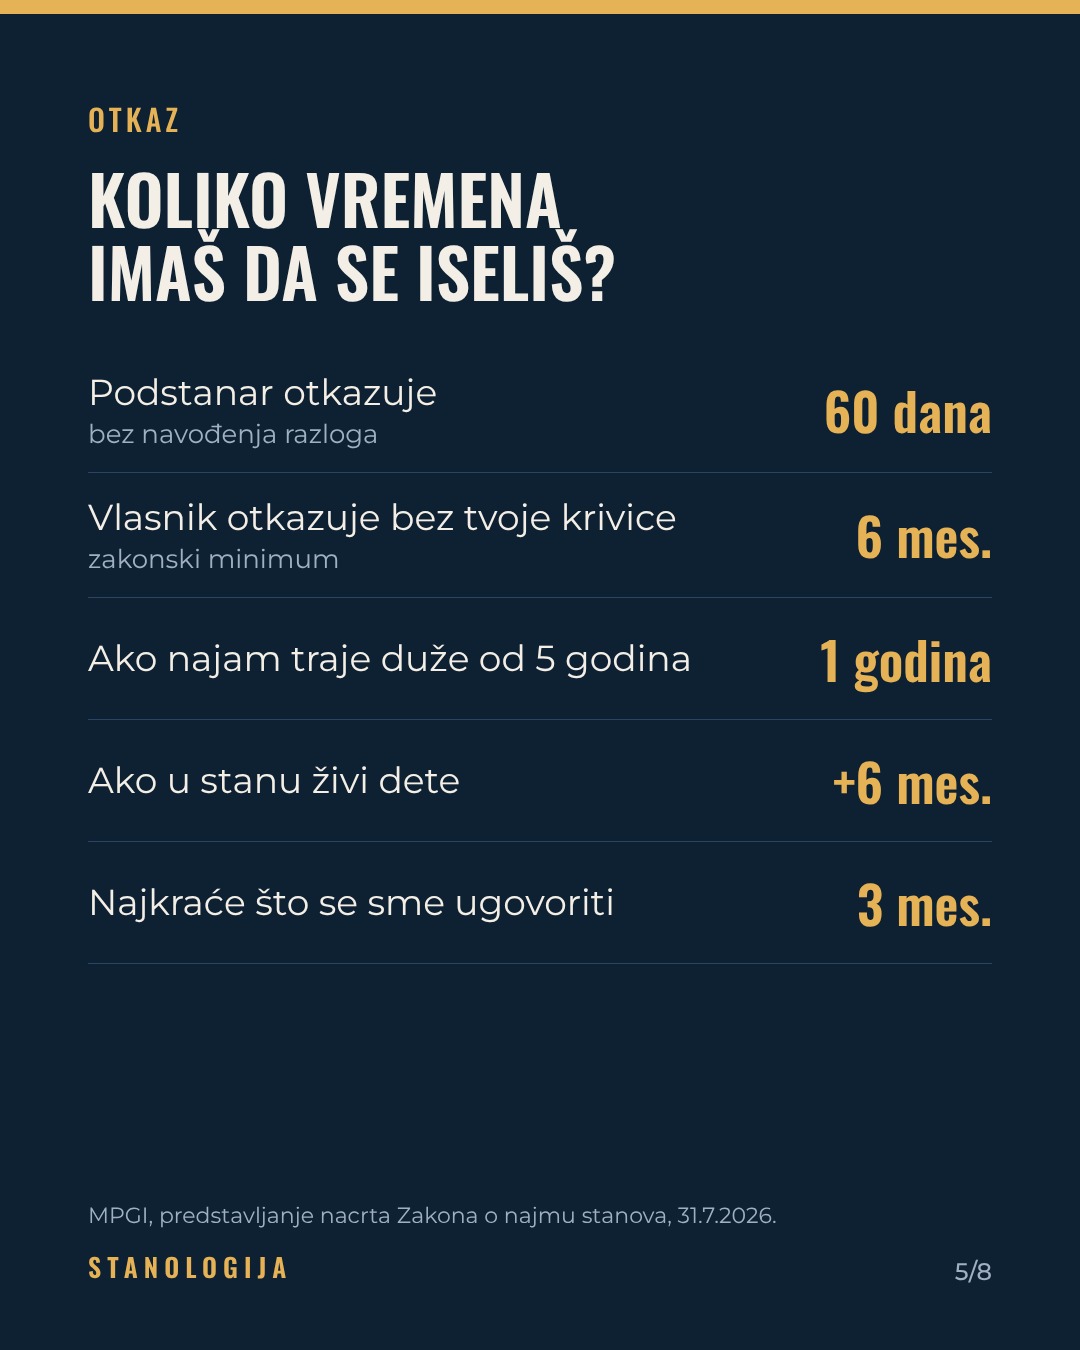 OTKAZ
KOLIKO VREMENA
IMAŠ DA SE ISELIŠ?
Podstanar otkazuje
bez navođenja razloga
60 dana
Vlasnik otkazuje bez tvoje krivice
zakonski minimum
6 mes.
Ako najam traje duže od 5 godina
1 godina
Ako u stanu živi dete
+6 mes.
Najkraće što se sme ugovoriti
3 mes.
MPGI, predstavljanje nacrta Zakona o najmu stanova, 31.7.2026.
STANOLOGIJA
5/8